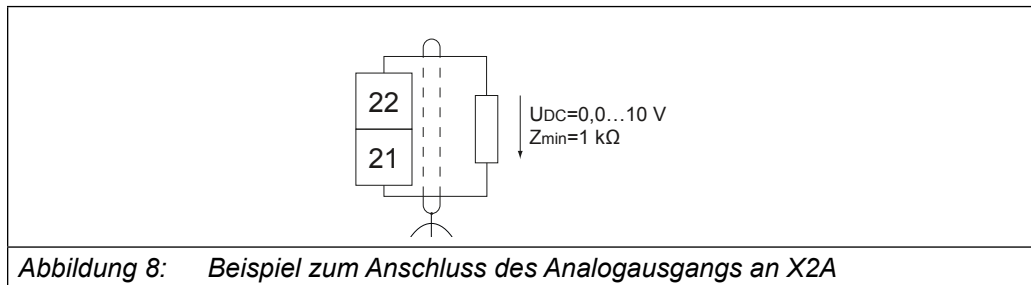 22
21
UDC=0,0…10 V
Zmin=1 kΩ
Abbildung 8: Beispiel zum Anschluss des Analogausgangs an X2A